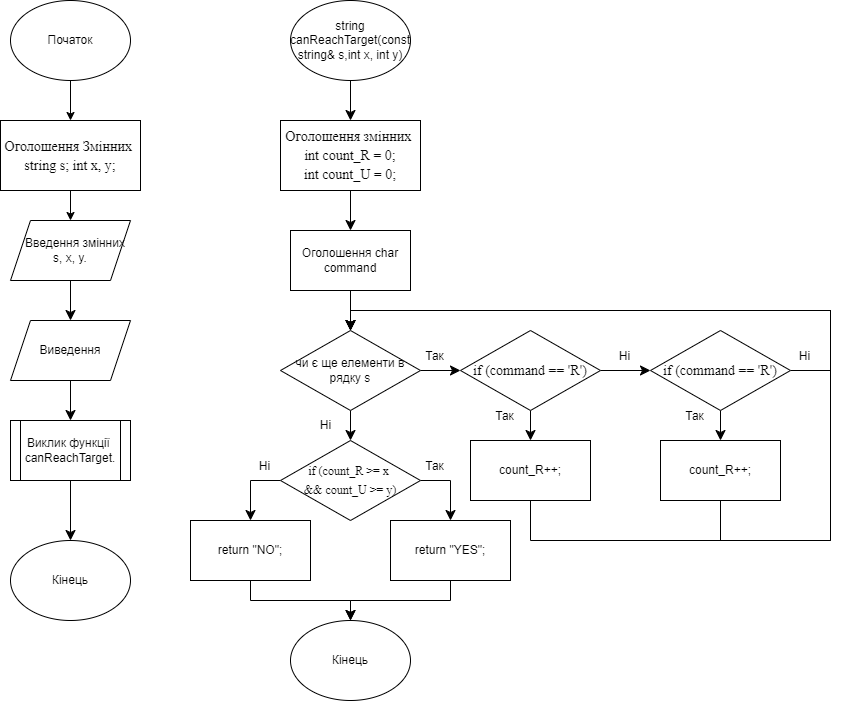 Початок
Оголошення Змінних
string s; int x, y;
Введення змінних
s, x, y.
Виведення
Виклик функції
canReachTarget.
Кінець
string
canReachTarget(const
string& s,int x, int y)
Оголошення змінних
int count_R = 0;
int count_U = 0;
Оголошення char
command
чи є ще елементи в
рядку s
Так
if (command == 'R')
Ні
if (command == 'R')
Ні
Так
count_R++;
Так
count_R++;
Ні
if (count_R >= x
&& count_U >= y)
Ні
Так
return "NO";
return "YES";
Кінець